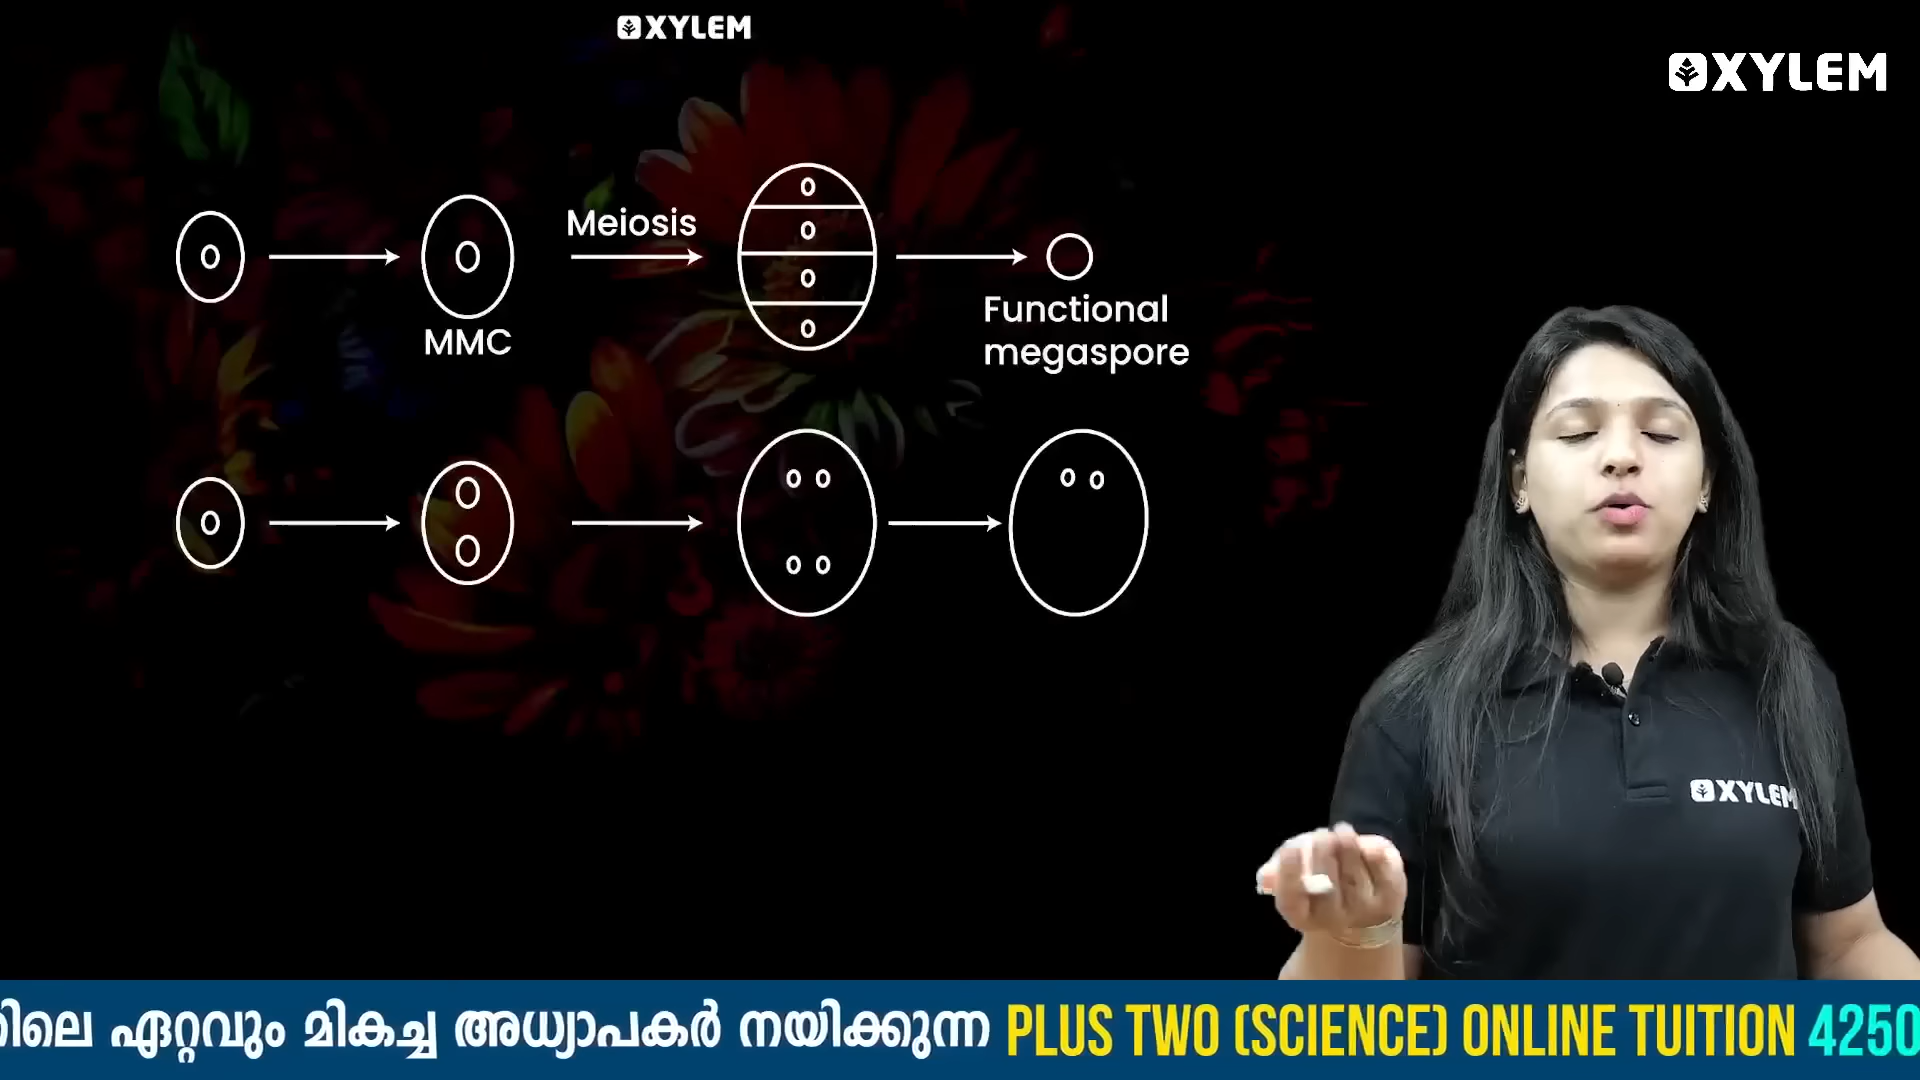 XYLEM
XYLEM
Meiosis
MMC
Functional
megaspore
XYLEM
ഏറ്റവും മികച്ച അധ്യാപകർ നയിക്കുന്ന PLUS TWO (SCIENCE) ONLINE TUITION 4250